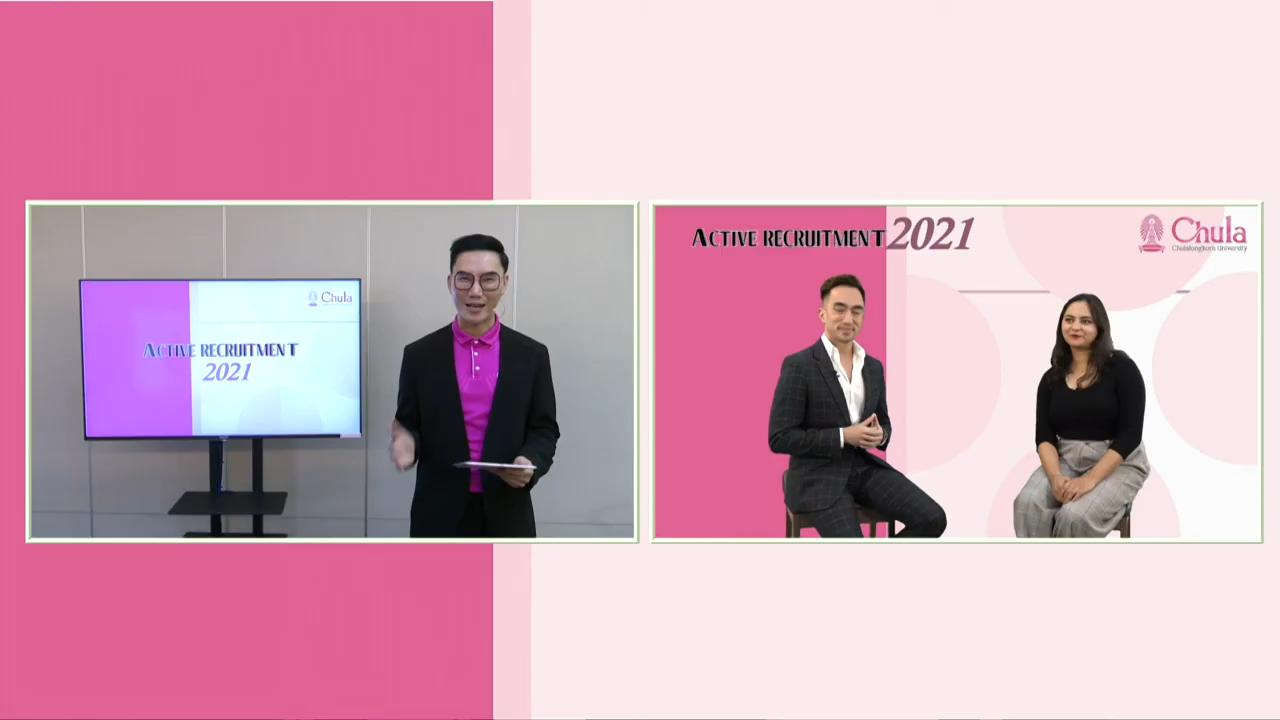 Chula
ACTIVE RECRUITMENT
2021
ACTIVE RECRUITMENT 2021
Chula
Chulalongkorn University